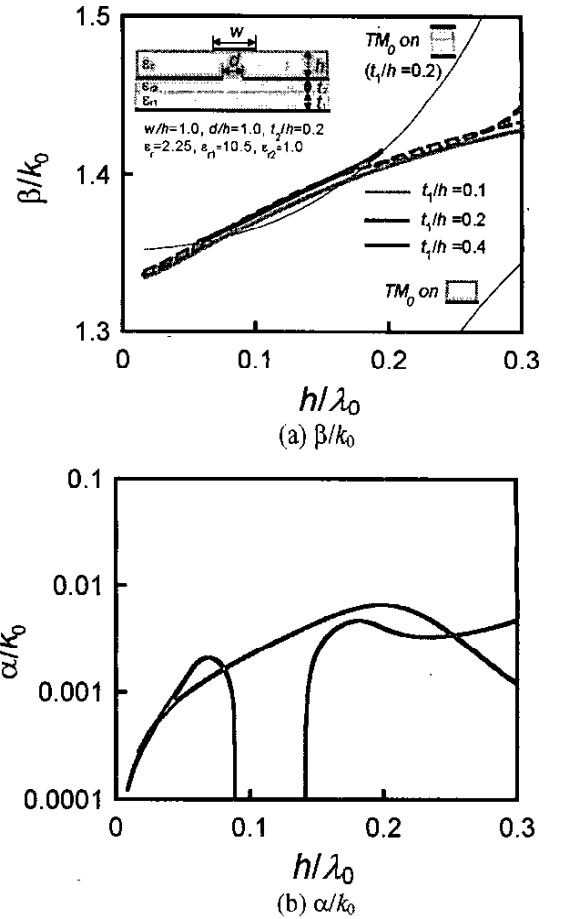 1.5
1.4
1.3
β/k₀
w
d
h
εᵣ
εᵣ₂
εᵣ₁
t₂
t₁
w/h=1.0, d/h=1.0, t₂/h=0.2
εᵣ=2.25, εᵣ₁=10.5, εᵣ₂=1.0
TM₀ on
(t₁/h=0.2)
t₁/h=0.1
t₁/h=0.2
t₁/h=0.4
TM₀ on
0 0.1 0.2 0.3
h/λ₀
(a) β/k₀
0.1
0.01
0.001
0.0001
α/k₀
0 0.1 0.2 0.3
h/λ₀
(b) α/k₀